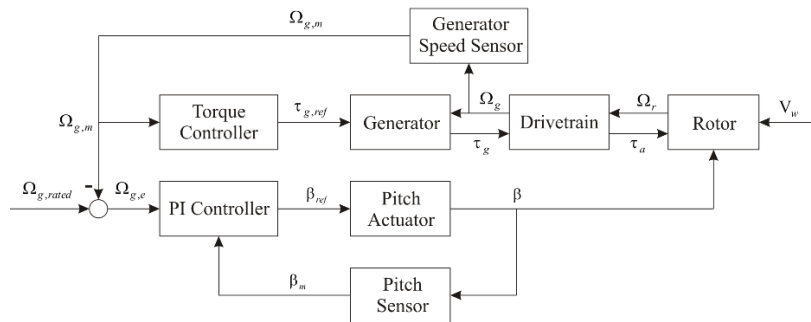 Ω_{g,m}
Generator
Speed Sensor
Ω_g
Ω_r
V_w
Ω_{g,m}
Torque
Controller
τ_{g,ref}
Generator
τ_g
Drivetrain
τ_a
Rotor
Ω_{g,rated}
-
Ω_{g,e}
PI Controller
β_{ref}
Pitch
Actuator
β
β_m
Pitch
Sensor